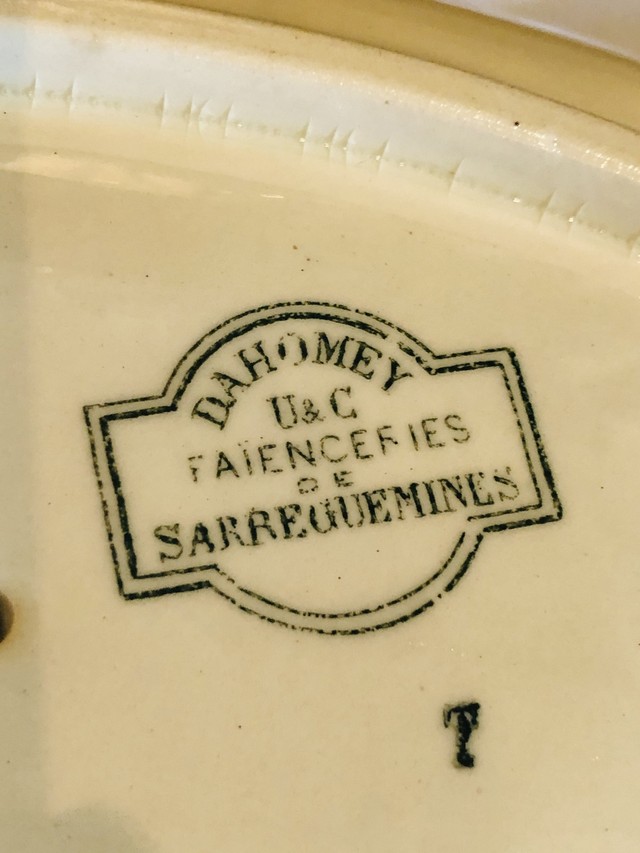 DAHOMEY
U&C
FAÏENCERIES
DE
SARREGUEMINES
T